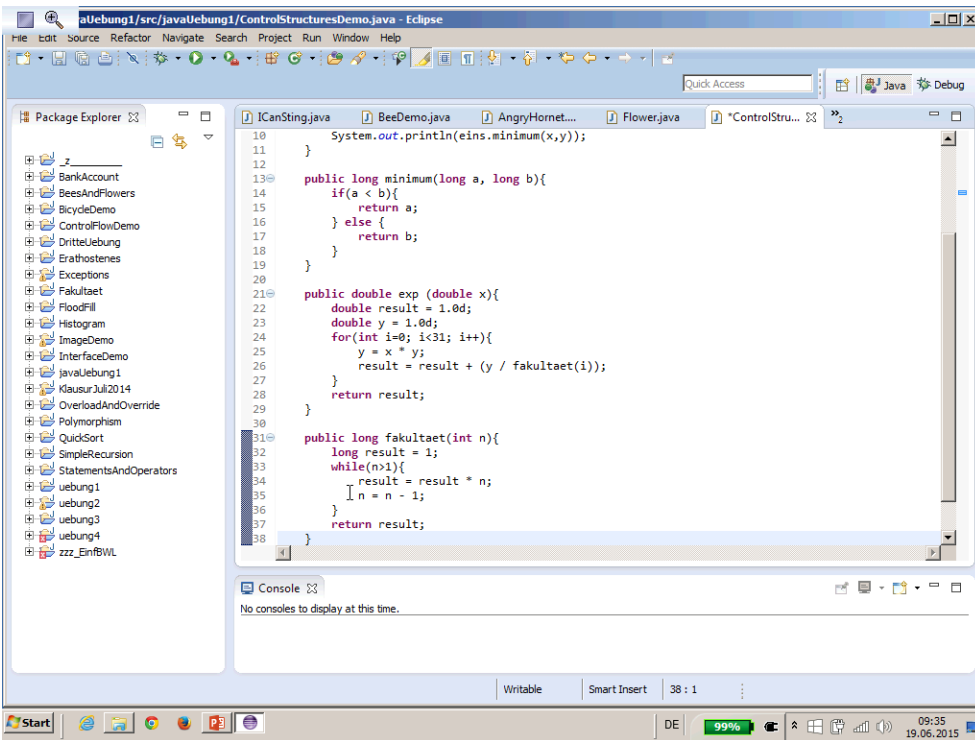 avaUebung1/src/javaUebung1/ControlStructuresDemo.java - Eclipse
File Edit Source Refactor Navigate Search Project Run Window Help
Quick Access
Java
Debug
Package Explorer
_z_________
BankAccount
BeesAndFlowers
BicycleDemo
ControlFlowDemo
DritteUebung
Erathostenes
Exceptions
Fakultaet
FloodFill
Histogram
ImageDemo
InterfaceDemo
javaUebung1
KlausurJuli2014
OverloadAndOverride
Polymorphism
QuickSort
SimpleRecursion
StatementsAndOperators
uebung1
uebung2
uebung3
uebung4
zzz_EinfBWL
ICanSting.java BeeDemo.java AngryHornet.... Flower.java *ControlStru... »2
10 System.out.println(eins.minimum(x,y));
11 }
12
13 public long minimum(long a, long b){
14 if(a < b){
15 return a;
16 } else {
17 return b;
18 }
19 }
20
21 public double exp (double x){
22 double result = 1.0d;
23 double y = 1.0d;
24 for(int i=0; i<31; i++){
25 y = x * y;
26 result = result + (y / fakultaet(i));
27 }
28 return result;
29 }
30
31 public long fakultaet(int n){
32 long result = 1;
33 while(n>1){
34 result = result * n;
35 n = n - 1;
36 }
37 return result;
38 }
Console
No consoles to display at this time.
Writable Smart Insert 38 : 1
Start
DE 99% 09:35
19.06.2015